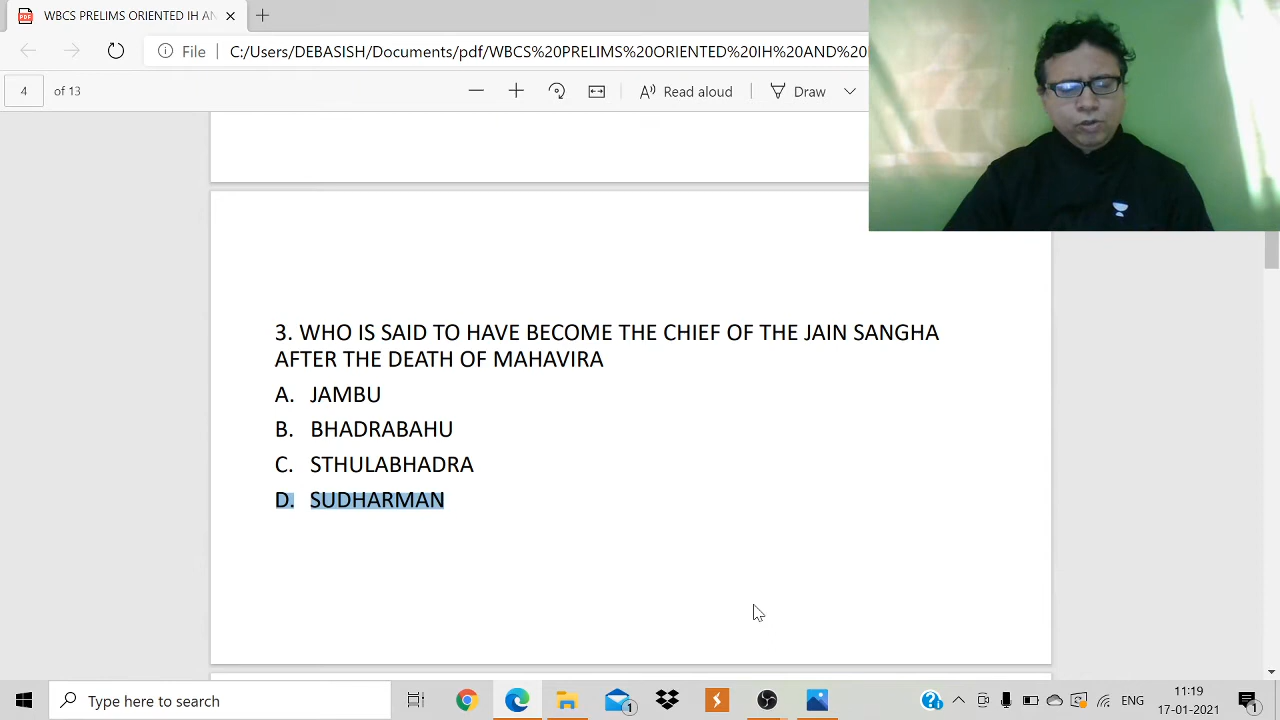 WBCS PRELIMS ORIENTED IH AN
File
C:/Users/DEBASISH/Documents/pdf/WBCS%20PRELIMS%20ORIENTED%20IH%20AND%20
4 of 13
Read aloud
Draw
3. WHO IS SAID TO HAVE BECOME THE CHIEF OF THE JAIN SANGHA
AFTER THE DEATH OF MAHAVIRA
A. JAMBU
B. BHADRABAHU
C. STHULABHADRA
D. SUDHARMAN
Type here to search
1
ENG
11:19
17-01-2021
1